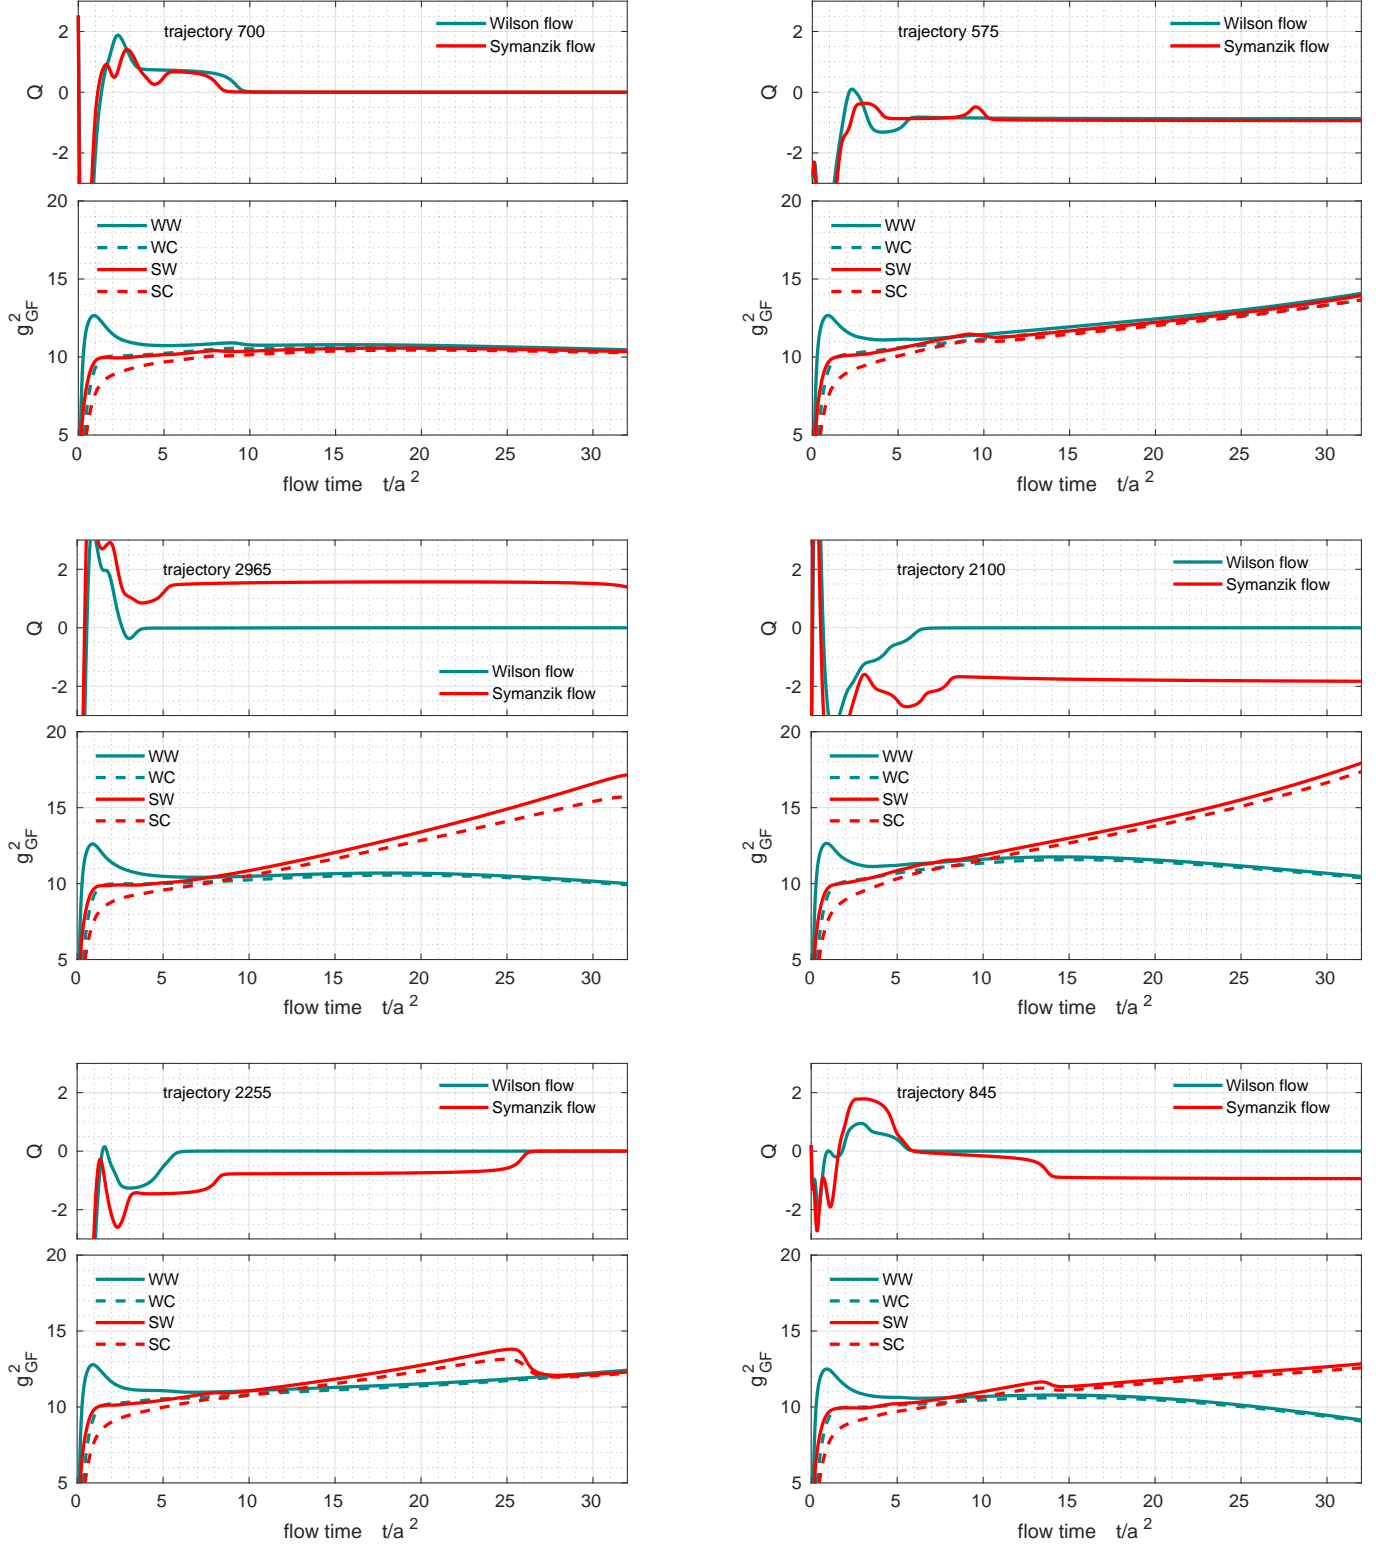 2
0
-2
Q
trajectory 700
Wilson flow
Symanzik flow
20
15
10
5
g²GF
WW
WC
SW
SC
0 5 10 15 20 25 30
flow time t/a²
2
0
-2
Q
trajectory 575
Wilson flow
Symanzik flow
20
15
10
5
g²GF
WW
WC
SW
SC
0 5 10 15 20 25 30
flow time t/a²
2
0
-2
Q
trajectory 2965
Wilson flow
Symanzik flow
20
15
10
5
g²GF
WW
WC
SW
SC
0 5 10 15 20 25 30
flow time t/a²
2
0
-2
Q
trajectory 2100
Wilson flow
Symanzik flow
20
15
10
5
g²GF
WW
WC
SW
SC
0 5 10 15 20 25 30
flow time t/a²
2
0
-2
Q
trajectory 2255
Wilson flow
Symanzik flow
20
15
10
5
g²GF
WW
WC
SW
SC
0 5 10 15 20 25 30
flow time t/a²
2
0
-2
Q
trajectory 845
Wilson flow
Symanzik flow
20
15
10
5
g²GF
WW
WC
SW
SC
0 5 10 15 20 25 30
flow time t/a²